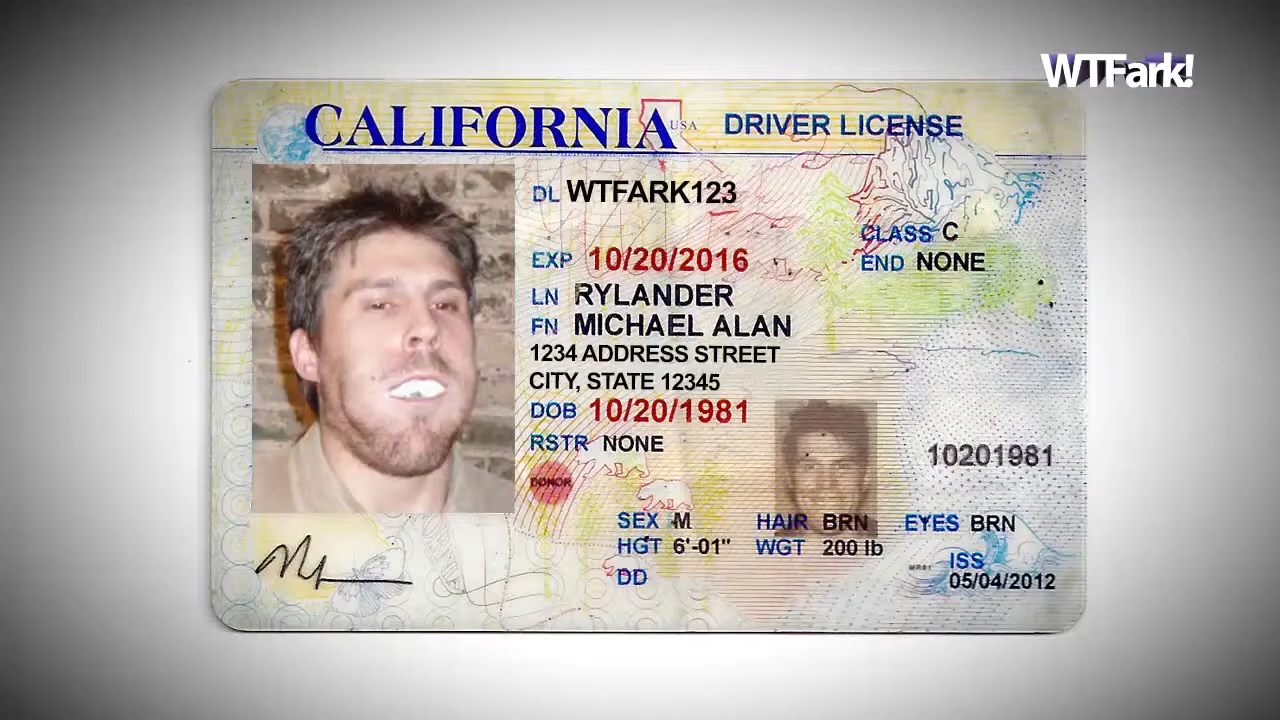 WTFark!
CALIFORNIA USA DRIVER LICENSE
DL WTFARK123
CLASS C
EXP 10/20/2016
END NONE
LN RYLANDER
FN MICHAEL ALAN
1234 ADDRESS STREET
CITY, STATE 12345
DOB 10/20/1981
RSTR NONE
10201981
DONOR
SEX M HAIR BRN EYES BRN
HGT 6'-01" WGT 200 lb
ISS
DD
05/04/2012